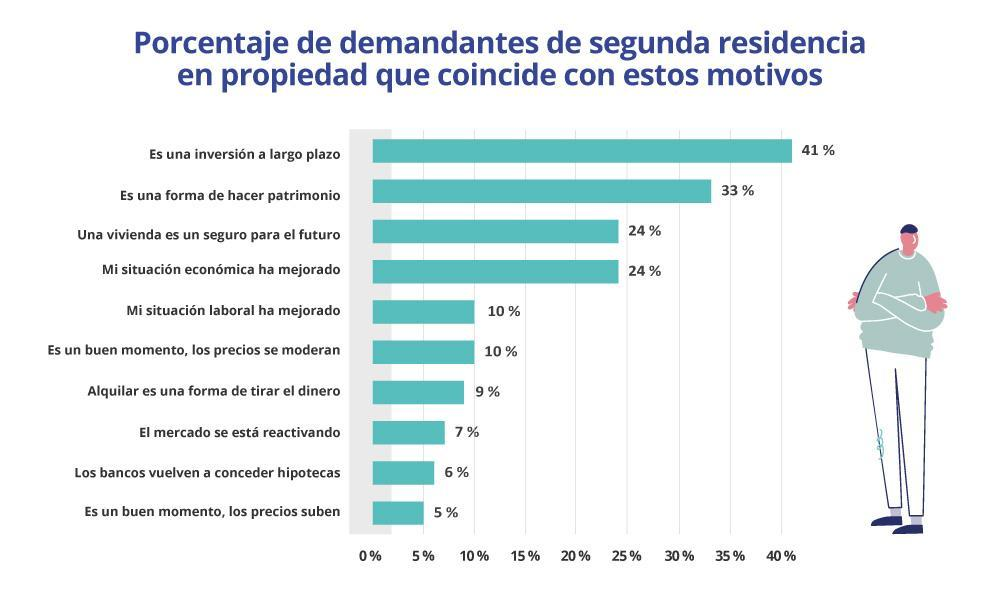 Porcentaje de demandantes de segunda residencia
en propiedad que coincide con estos motivos
Es una inversión a largo plazo 41 %
Es una forma de hacer patrimonio 33 %
Una vivienda es un seguro para el futuro 24 %
Mi situación económica ha mejorado 24 %
Mi situación laboral ha mejorado 10 %
Es un buen momento, los precios se moderan 10 %
Alquilar es una forma de tirar el dinero 9 %
El mercado se está reactivando 7 %
Los bancos vuelven a conceder hipotecas 6 %
Es un buen momento, los precios suben 5 %
0 % 5 % 10 % 15 % 20 % 25 % 30 % 35 % 40 %